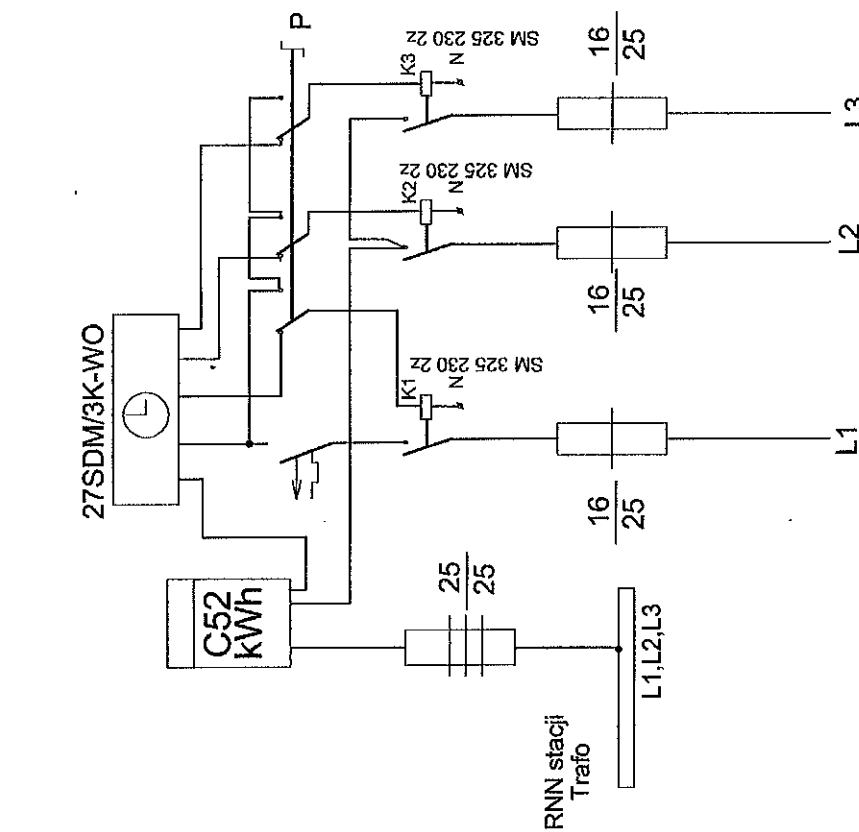 27SDM/3K-WO
P
C52
kWh
K1
N
SM 325 230 2z
K2
N
SM 325 230 2z
K3
N
SM 325 230 2z
25
25
16
25
16
25
16
25
RNN stacji
Trafo
L1,L2,L3
L1
L2
L3